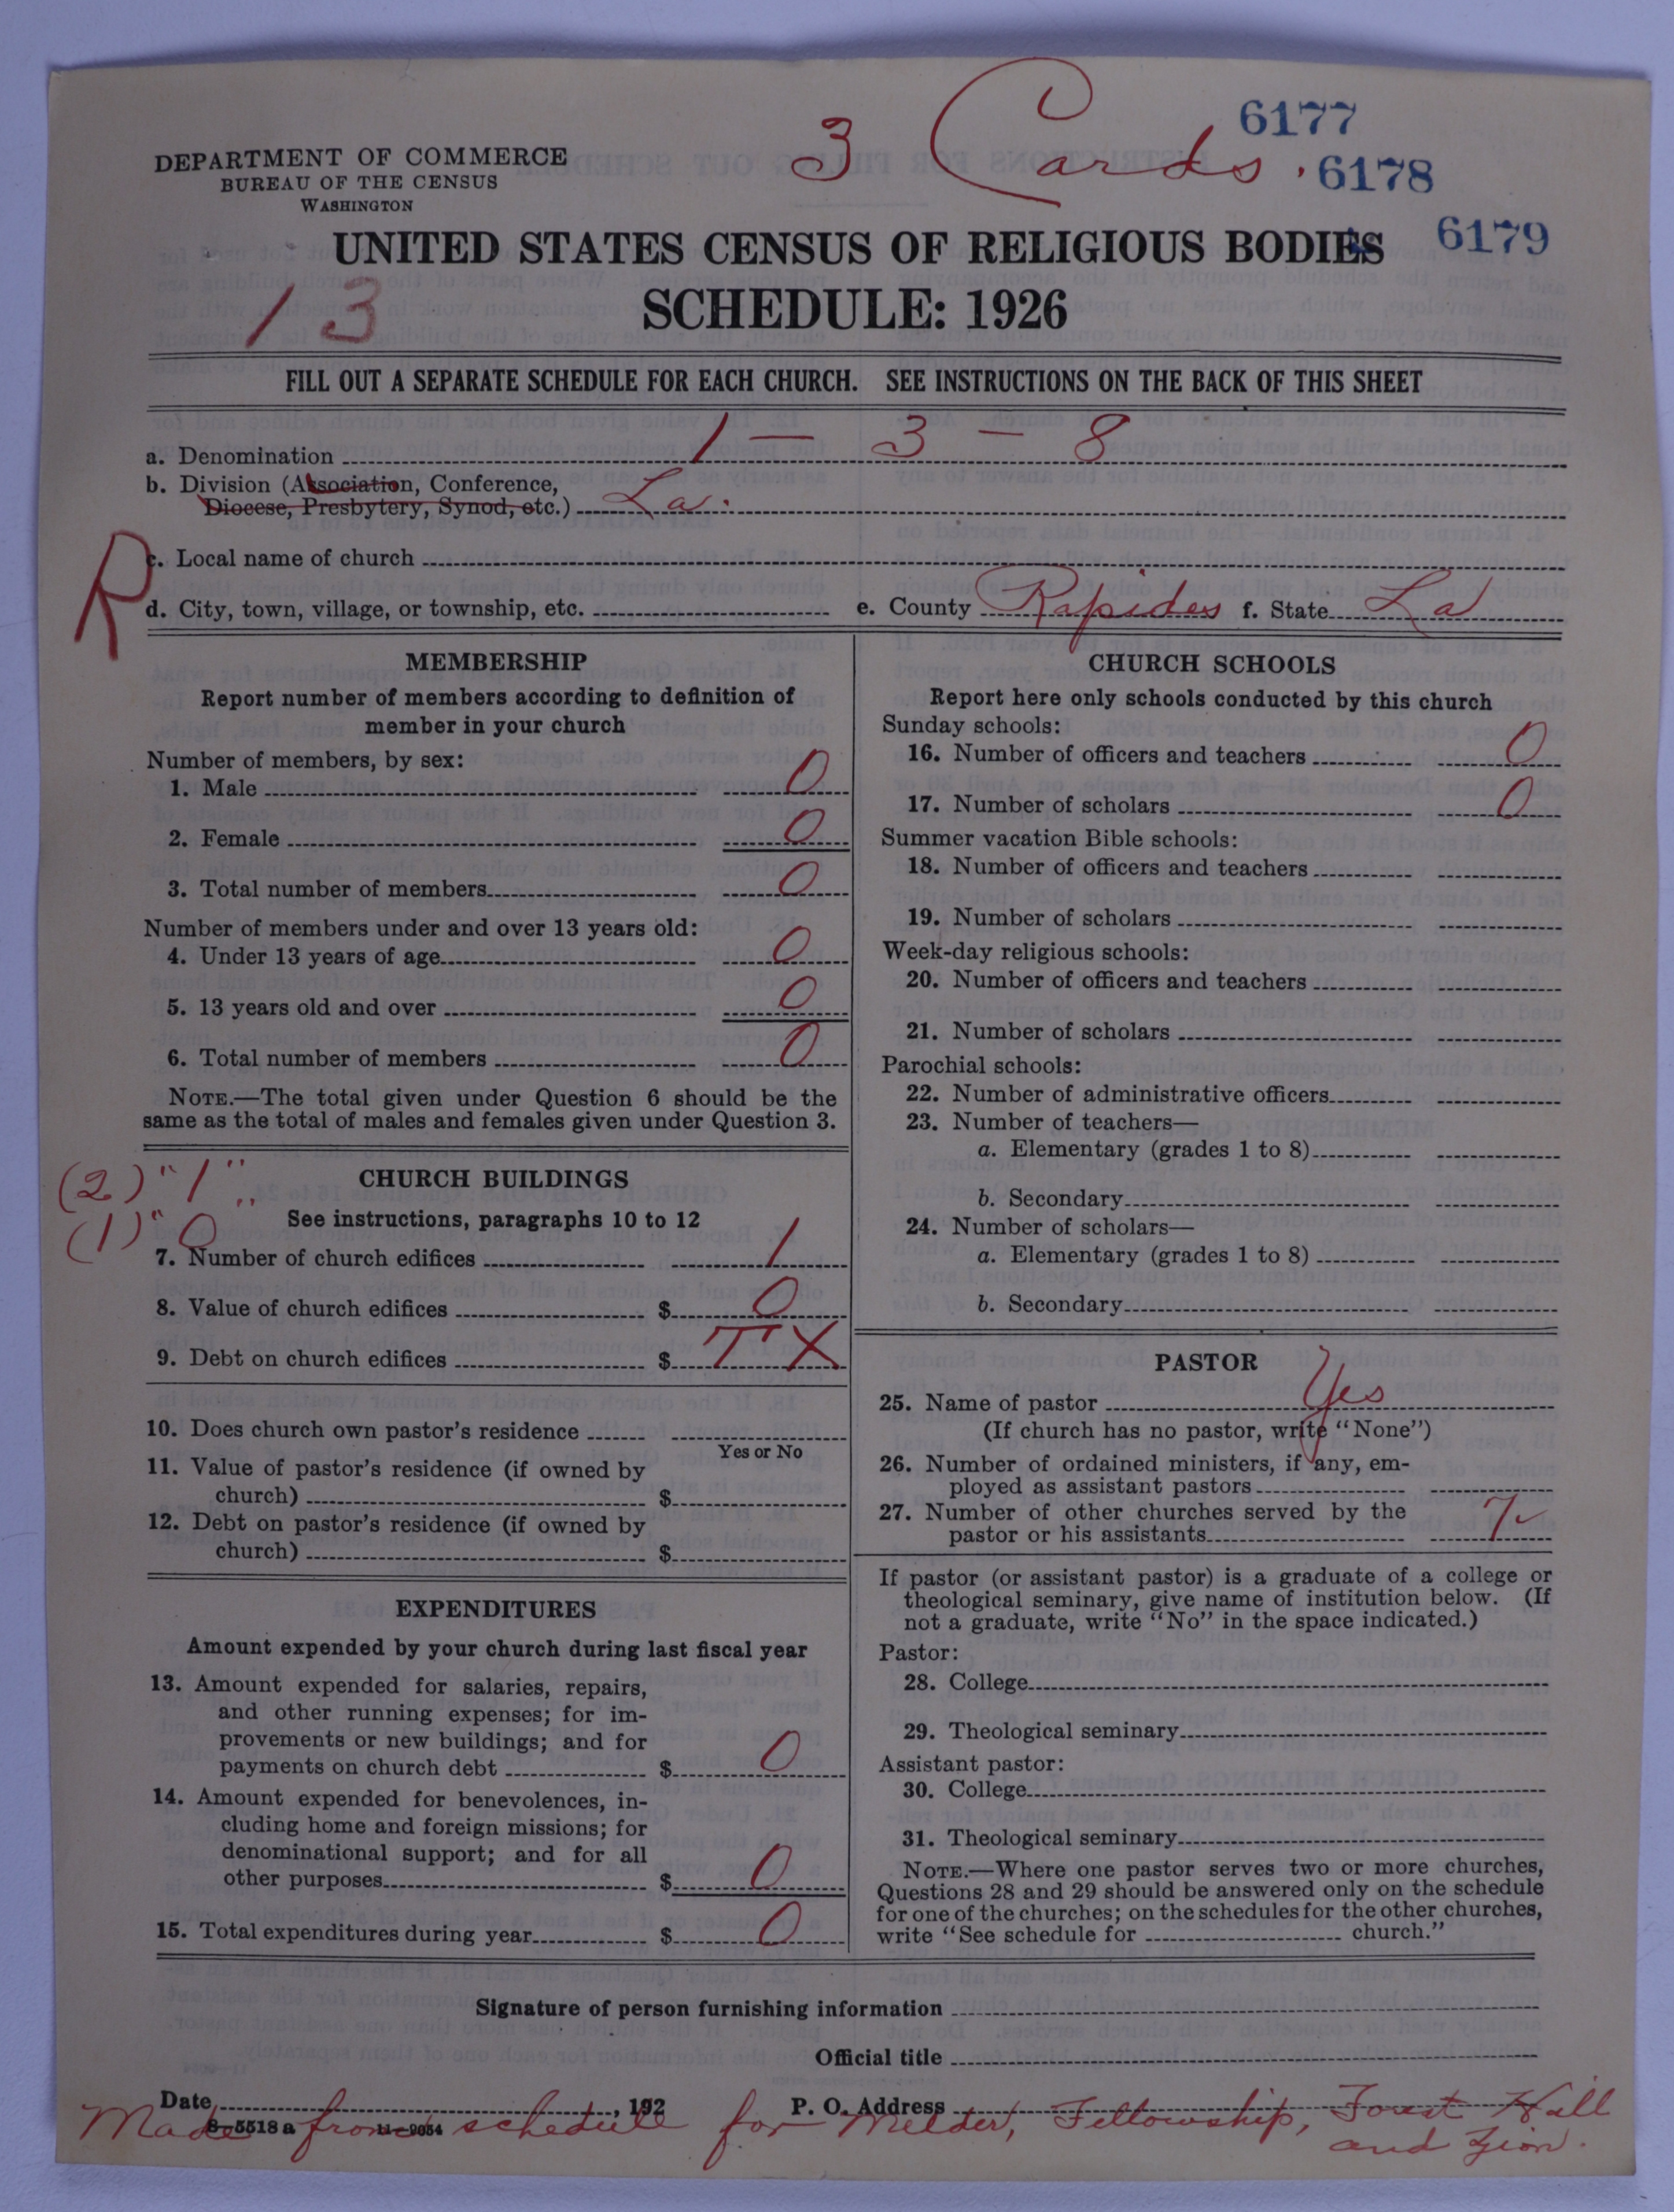 3 Cards.
6177
6178
6179
DEPARTMENT OF COMMERCE
BUREAU OF THE CENSUS
WASHINGTON
UNITED STATES CENSUS OF RELIGIOUS BODIES
13
SCHEDULE: 1926
FILL OUT A SEPARATE SCHEDULE FOR EACH CHURCH. SEE INSTRUCTIONS ON THE BACK OF THIS SHEET
a. Denomination 1 — 3 — 8
b. Division (Association, Conference,
Diocese, Presbytery, Synod, etc.) La.
R
c. Local name of church
d. City, town, village, or township, etc. e. County Rapides f. State La
MEMBERSHIP
Report number of members according to definition of
member in your church
Number of members, by sex:
1. Male 0
2. Female 0
3. Total number of members 0
Number of members under and over 13 years old:
4. Under 13 years of age 0
5. 13 years old and over 0
6. Total number of members 0
NOTE.—The total given under Question 6 should be the
same as the total of males and females given under Question 3.
(2) "1"
(1) "0"
CHURCH BUILDINGS
See instructions, paragraphs 10 to 12
7. Number of church edifices 1
8. Value of church edifices $ 0
9. Debt on church edifices $ TX
10. Does church own pastor's residence
Yes or No
11. Value of pastor's residence (if owned by
church) $
12. Debt on pastor's residence (if owned by
church) $
EXPENDITURES
Amount expended by your church during last fiscal year
13. Amount expended for salaries, repairs,
and other running expenses; for im-
provements or new buildings; and for
payments on church debt $ 0
14. Amount expended for benevolences, in-
cluding home and foreign missions; for
denominational support; and for all
other purposes $ 0
15. Total expenditures during year $ 0
CHURCH SCHOOLS
Report here only schools conducted by this church
Sunday schools:
16. Number of officers and teachers 0
17. Number of scholars 0
Summer vacation Bible schools:
18. Number of officers and teachers
19. Number of scholars
Week-day religious schools:
20. Number of officers and teachers
21. Number of scholars
Parochial schools:
22. Number of administrative officers
23. Number of teachers—
a. Elementary (grades 1 to 8)
b. Secondary
24. Number of scholars—
a. Elementary (grades 1 to 8)
b. Secondary
PASTOR
25. Name of pastor Yes
(If church has no pastor, write "None")
26. Number of ordained ministers, if any, em-
ployed as assistant pastors
27. Number of other churches served by the
pastor or his assistants 7
If pastor (or assistant pastor) is a graduate of a college or
theological seminary, give name of institution below. (If
not a graduate, write "No" in the space indicated.)
Pastor:
28. College
29. Theological seminary
Assistant pastor:
30. College
31. Theological seminary
NOTE.—Where one pastor serves two or more churches,
Questions 28 and 29 should be answered only on the schedule
for one of the churches; on the schedules for the other churches,
write "See schedule for church."
Signature of person furnishing information
Official title
Date , 192 P. O. Address
8—5518 a 11—9054
Made from schedule for Melder, Fellowship, Forest Hill
and Zion.